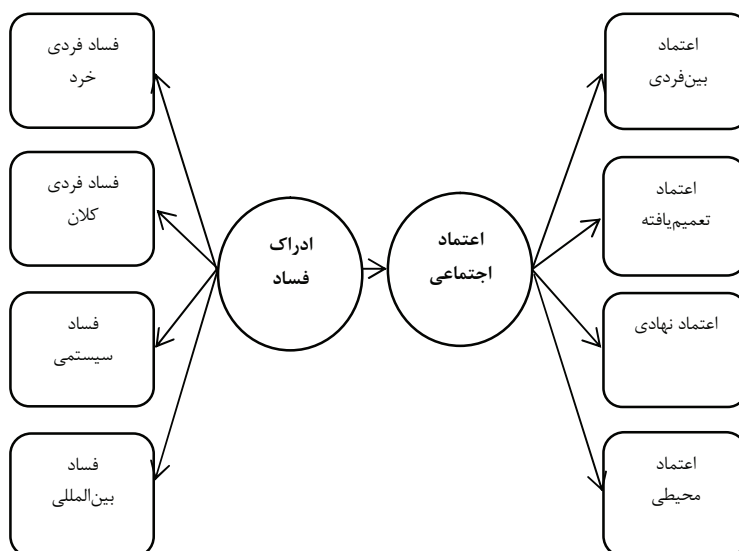 اعتماد
بین‌فردی
اعتماد
تعمیم‌یافته
اعتماد نهادی
اعتماد
محیطی
اعتماد
اجتماعی
ادراک
فساد
فساد فردی
خرد
فساد فردی
کلان
فساد
سیستمی
فساد
بین‌المللی